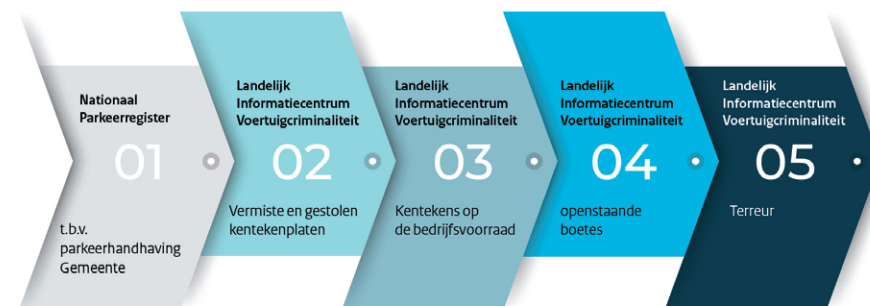 Nationaal
Parkeerregister
01
t.b.v.
parkeerhandhaving
Gemeente
Landelijk
Informatiecentrum
Voertuigcriminaliteit
02
Vermiste en gestolen
kentekenplaten
Landelijk
Informatiecentrum
Voertuigcriminaliteit
03
Kentekens op
de bedrijfsvoorraad
Landelijk
Informatiecentrum
Voertuigcriminaliteit
04
openstaande
boetes
Landelijk
Informatiecentrum
Voertuigcriminaliteit
05
Terreur